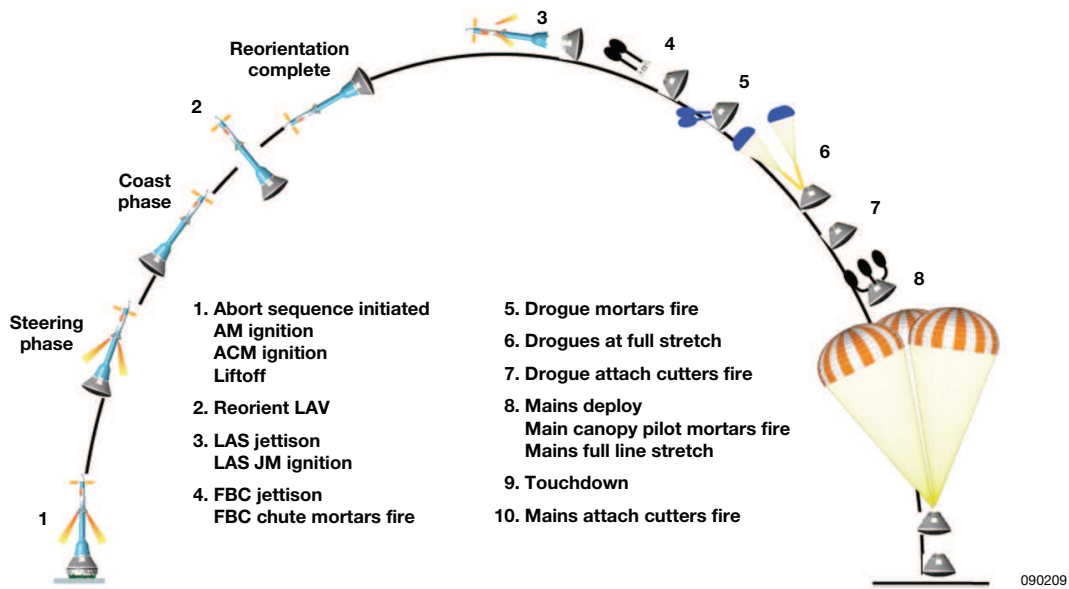 Reorientation
complete
3
4
5
6
7
8
2
Coast
phase
Steering
phase
1
1. Abort sequence initiated
AM ignition
ACM ignition
Liftoff
2. Reorient LAV
3. LAS jettison
LAS JM ignition
4. FBC jettison
FBC chute mortars fire
5. Drogue mortars fire
6. Drogues at full stretch
7. Drogue attach cutters fire
8. Mains deploy
Main canopy pilot mortars fire
Mains full line stretch
9. Touchdown
10. Mains attach cutters fire
090209